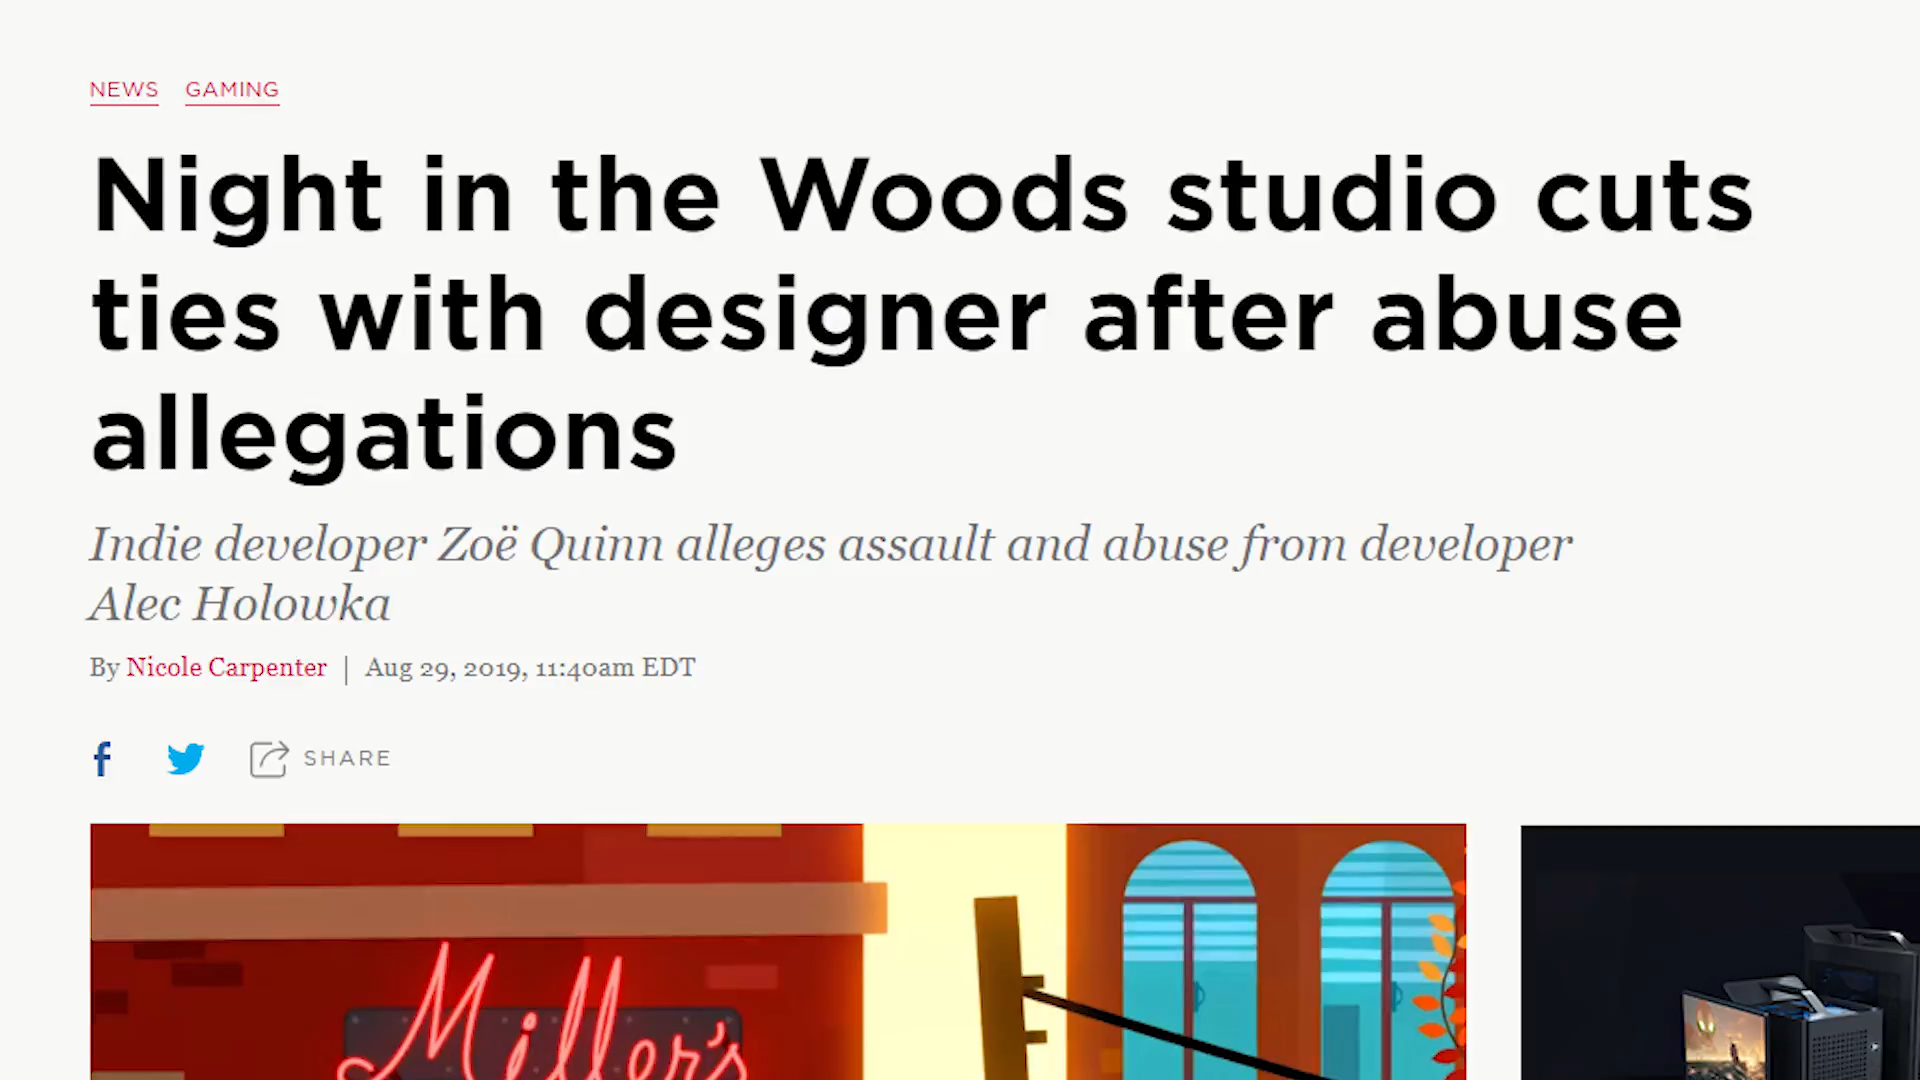 NEWS GAMING
Night in the Woods studio cuts
ties with designer after abuse
allegations
Indie developer Zoë Quinn alleges assault and abuse from developer
Alec Holowka
By Nicole Carpenter | Aug 29, 2019, 11:40am EDT
SHARE
Miller's